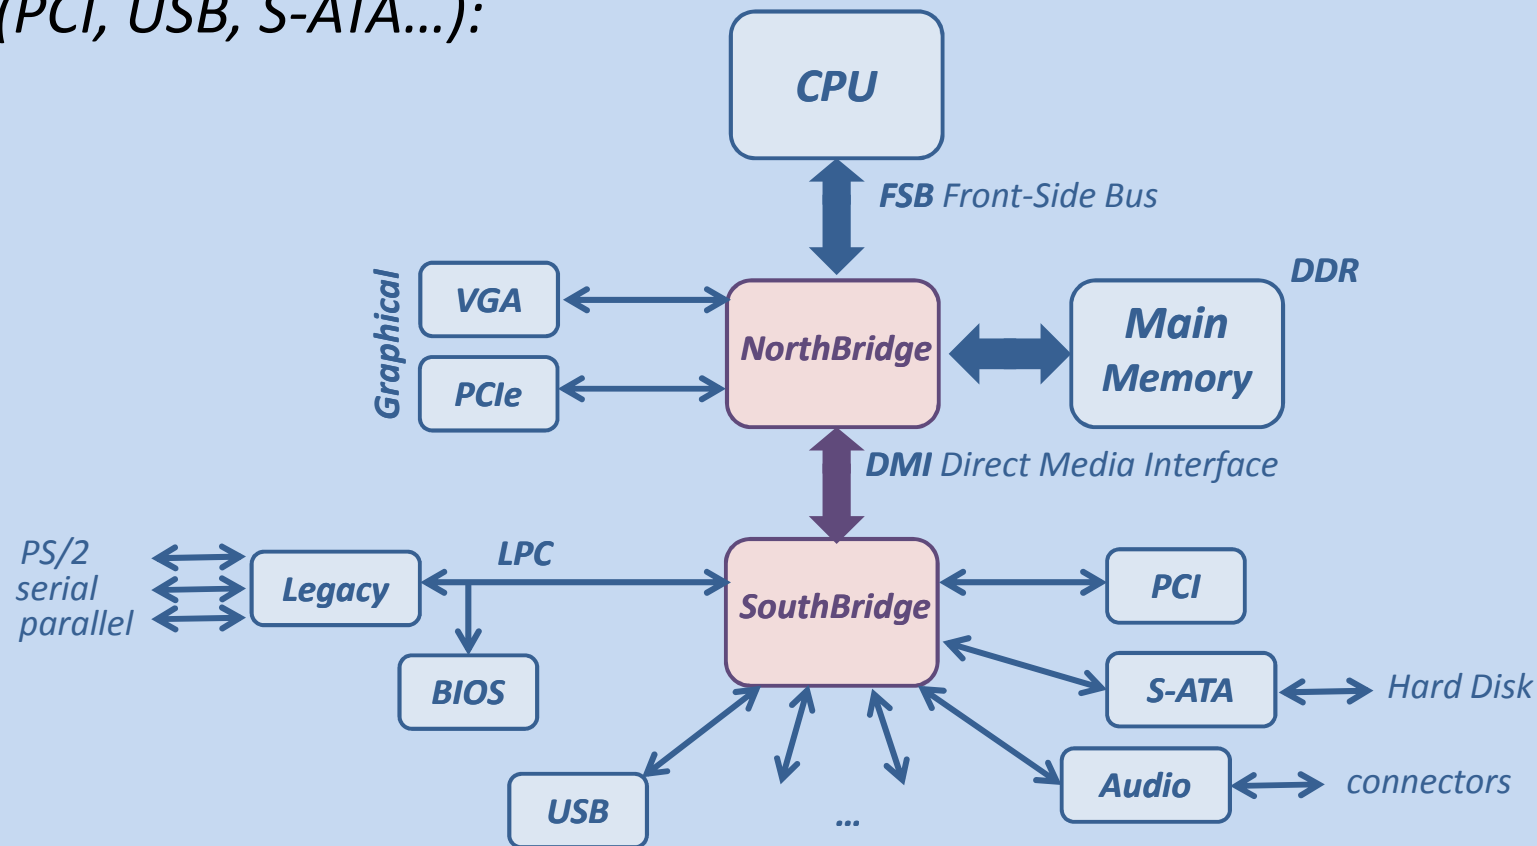 (PCI, USB, S-ATA…):
CPU
FSB Front-Side Bus
Graphical
VGA
PCIe
NorthBridge
DDR
Main
Memory
DMI Direct Media Interface
PS/2
serial
parallel
Legacy
LPC
BIOS
SouthBridge
PCI
S-ATA
Hard Disk
USB
...
Audio
connectors